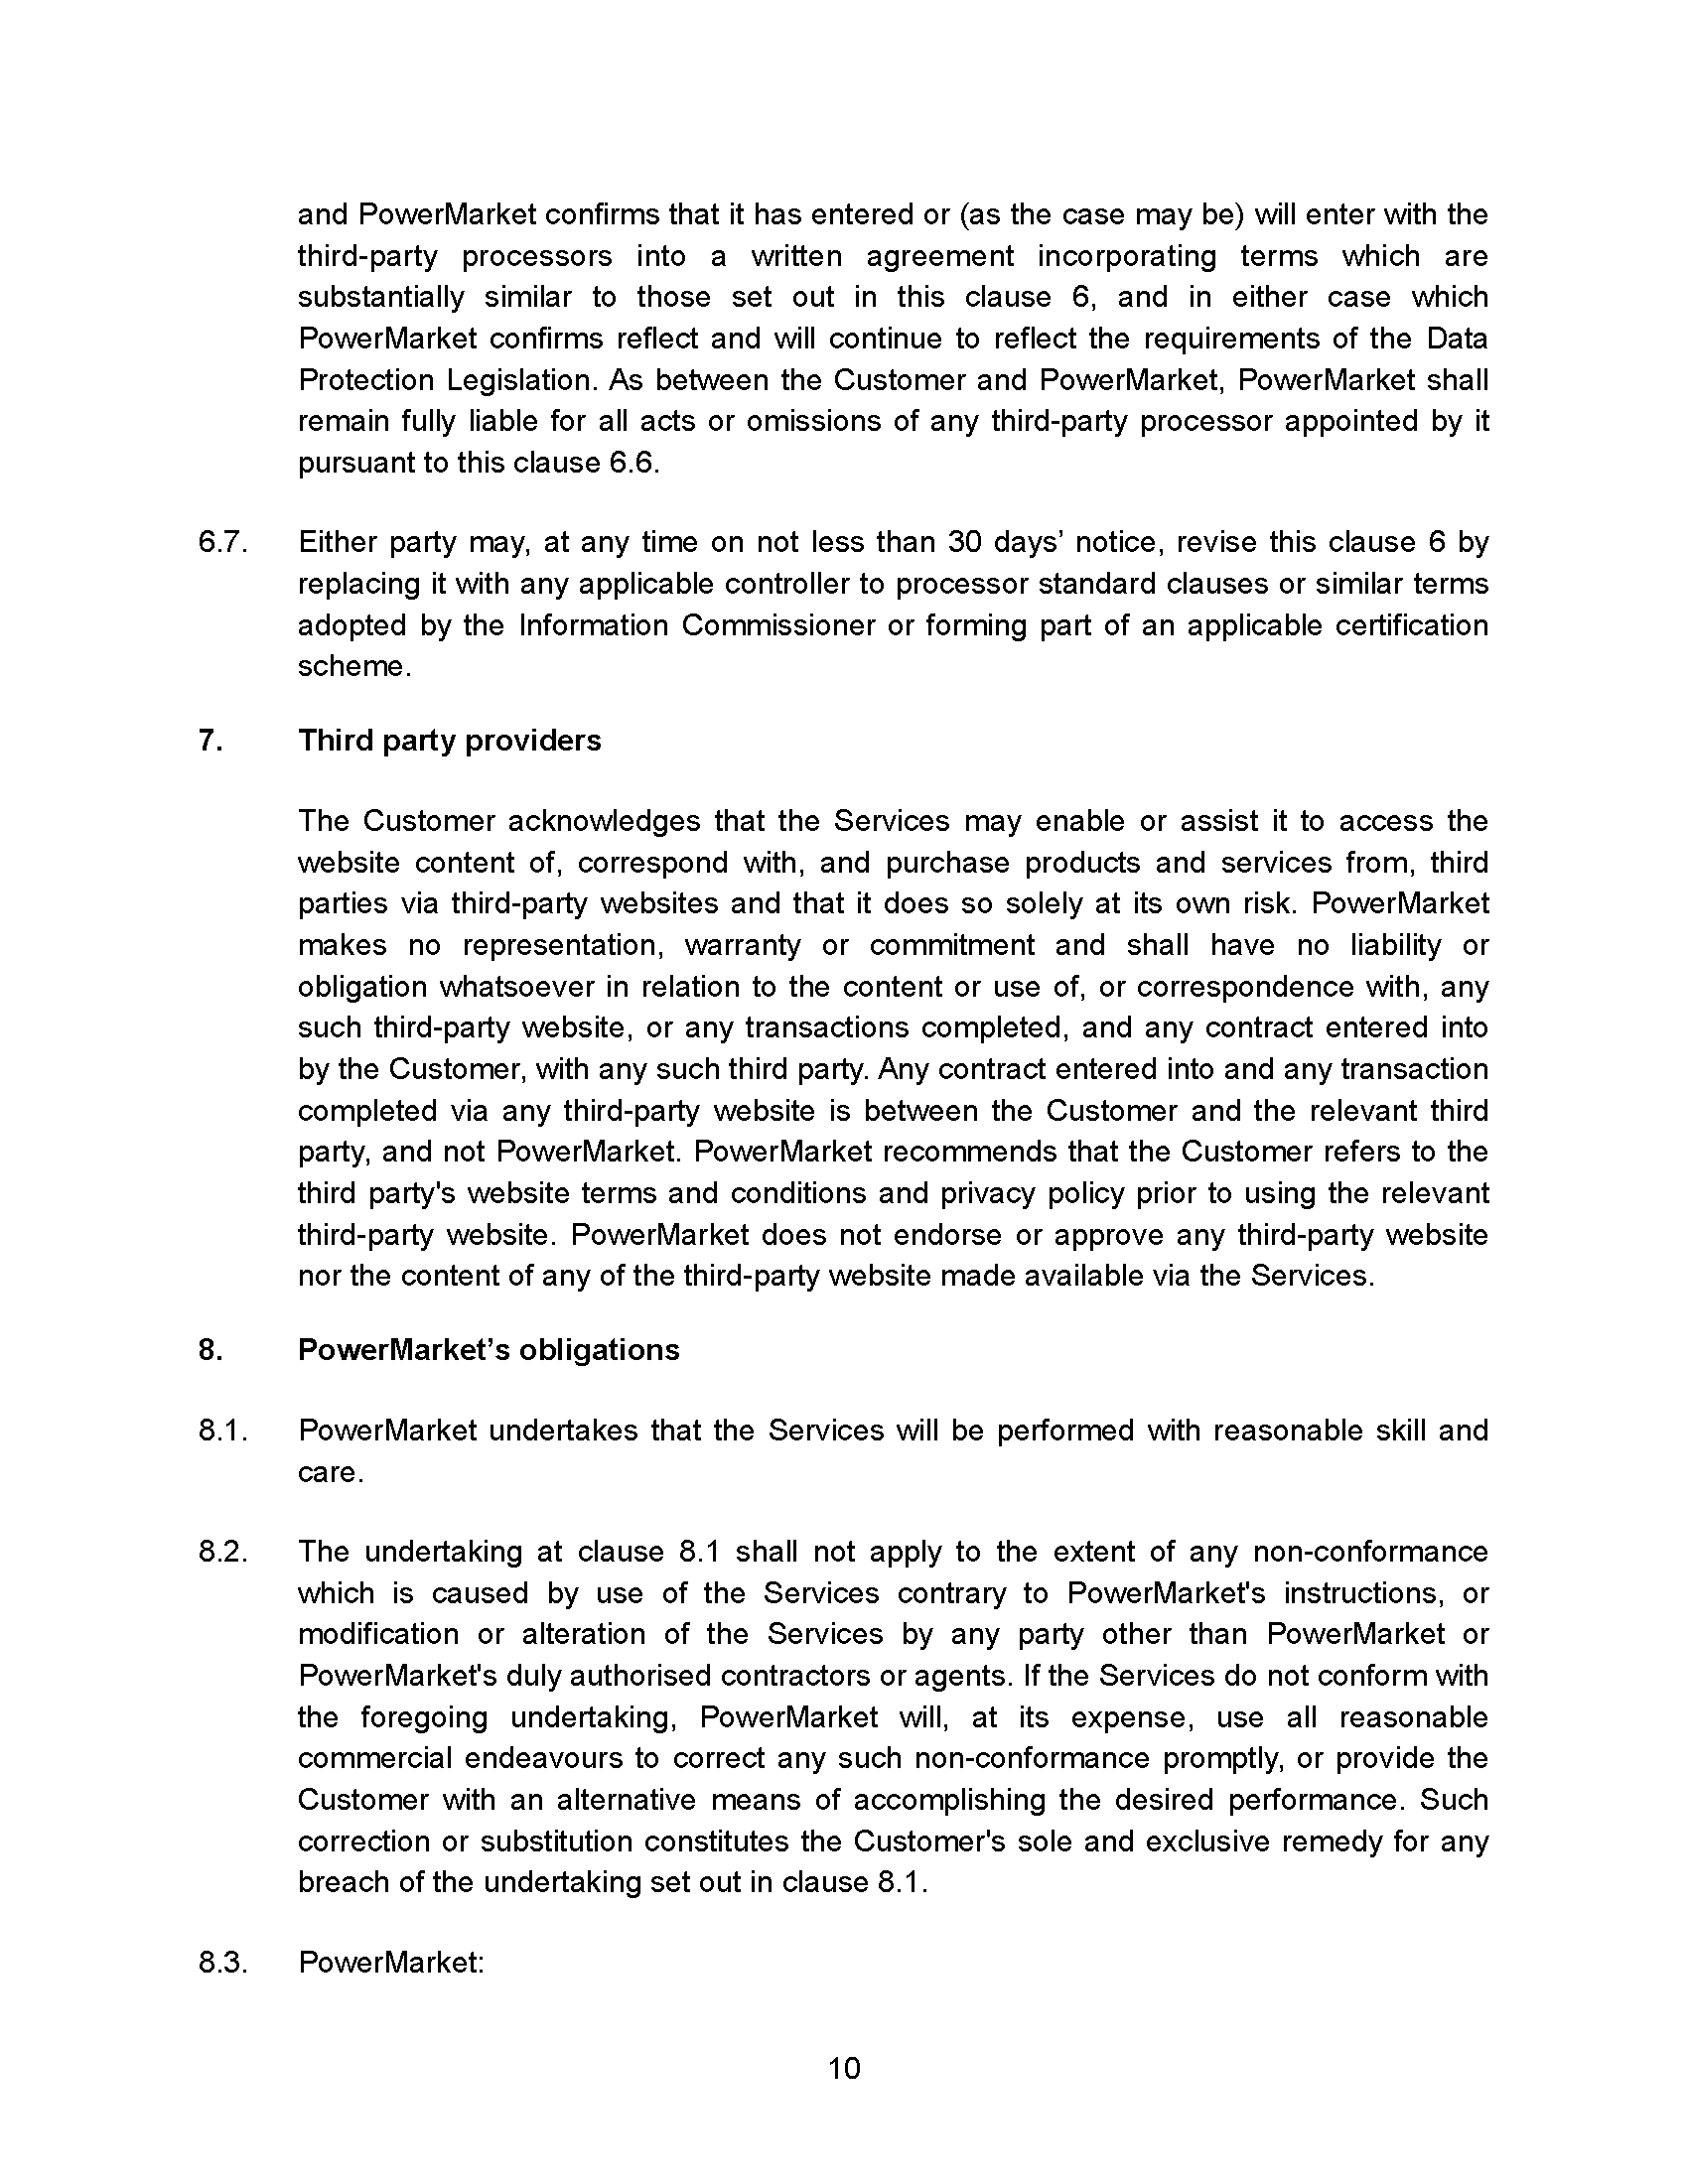 and PowerMarket confirms that it has entered or (as the case may be) will enter with the
third-party processors into a written agreement incorporating terms which are
substantially similar to those set out in this clause 6, and in either case which
PowerMarket confirms reflect and will continue to reflect the requirements of the Data
Protection Legislation. As between the Customer and PowerMarket, PowerMarket shall
remain fully liable for all acts or omissions of any third-party processor appointed by it
pursuant to this clause 6.6.
6.7. Either party may, at any time on not less than 30 days’ notice, revise this clause 6 by
replacing it with any applicable controller to processor standard clauses or similar terms
adopted by the Information Commissioner or forming part of an applicable certification
scheme.
7. Third party providers
The Customer acknowledges that the Services may enable or assist it to access the
website content of, correspond with, and purchase products and services from, third
parties via third-party websites and that it does so solely at its own risk. PowerMarket
makes no representation, warranty or commitment and shall have no liability or
obligation whatsoever in relation to the content or use of, or correspondence with, any
such third-party website, or any transactions completed, and any contract entered into
by the Customer, with any such third party. Any contract entered into and any transaction
completed via any third-party website is between the Customer and the relevant third
party, and not PowerMarket. PowerMarket recommends that the Customer refers to the
third party's website terms and conditions and privacy policy prior to using the relevant
third-party website. PowerMarket does not endorse or approve any third-party website
nor the content of any of the third-party website made available via the Services.
8. PowerMarket’s obligations
8.1. PowerMarket undertakes that the Services will be performed with reasonable skill and
care.
8.2. The undertaking at clause 8.1 shall not apply to the extent of any non-conformance
which is caused by use of the Services contrary to PowerMarket's instructions, or
modification or alteration of the Services by any party other than PowerMarket or
PowerMarket's duly authorised contractors or agents. If the Services do not conform with
the foregoing undertaking, PowerMarket will, at its expense, use all reasonable
commercial endeavours to correct any such non-conformance promptly, or provide the
Customer with an alternative means of accomplishing the desired performance. Such
correction or substitution constitutes the Customer's sole and exclusive remedy for any
breach of the undertaking set out in clause 8.1.
8.3. PowerMarket:
10